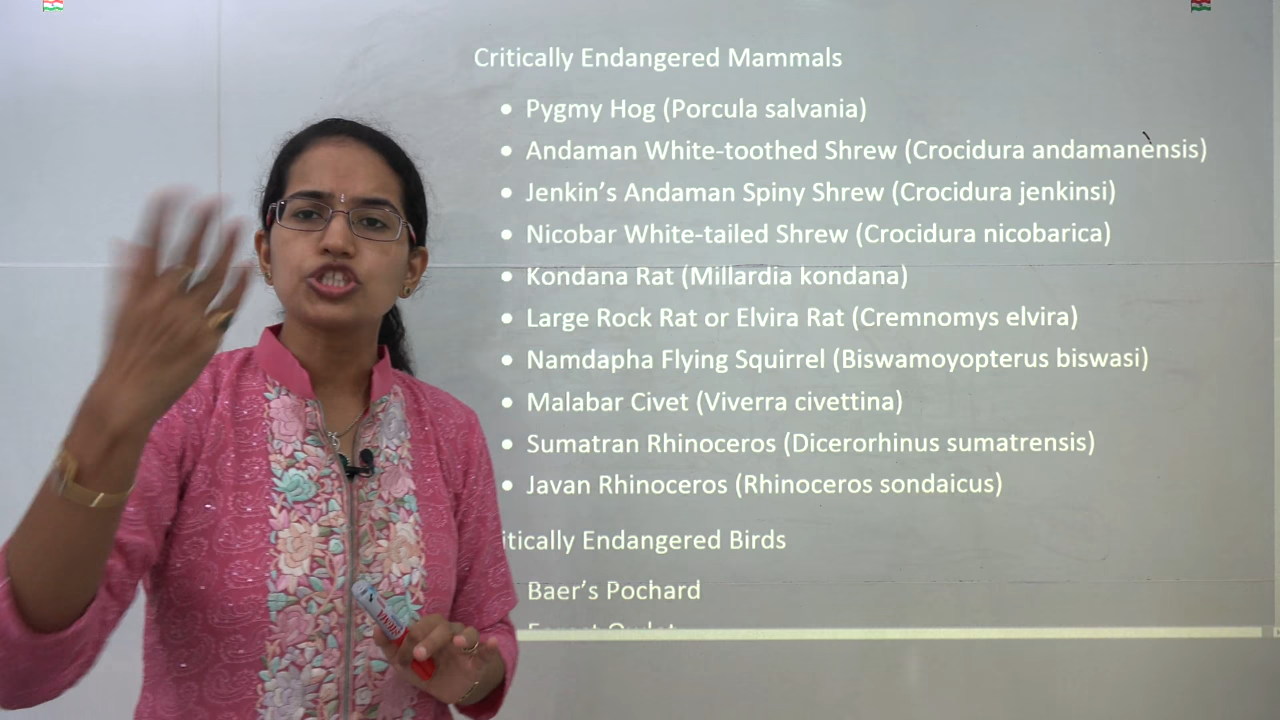 Critically Endangered Mammals
• Pygmy Hog (Porcula salvania)
• Andaman White-toothed Shrew (Crocidura andamanensis)
• Jenkin’s Andaman Spiny Shrew (Crocidura jenkinsi)
• Nicobar White-tailed Shrew (Crocidura nicobarica)
• Kondana Rat (Millardia kondana)
• Large Rock Rat or Elvira Rat (Cremnomys elvira)
• Namdapha Flying Squirrel (Biswamoyopterus biswasi)
• Malabar Civet (Viverra civettina)
• Sumatran Rhinoceros (Dicerorhinus sumatrensis)
• Javan Rhinoceros (Rhinoceros sondaicus)
itically Endangered Birds
Baer’s Pochard